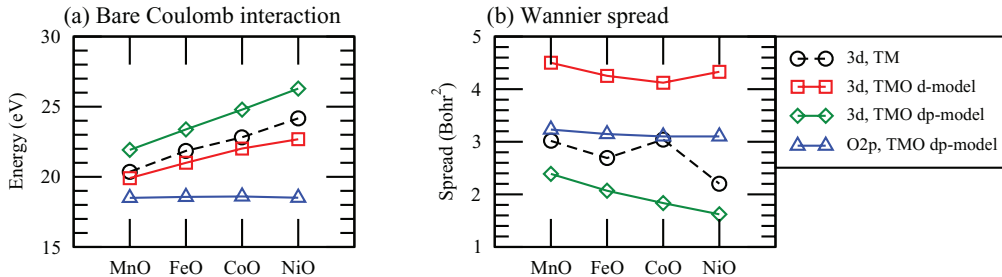 (a) Bare Coulomb interaction
30
25
20
15
Energy (eV)
MnO FeO CoO NiO
(b) Wannier spread
5
4
3
2
1
Spread (Bohr²)
MnO FeO CoO NiO
3d, TM
3d, TMO d-model
3d, TMO dp-model
O2p, TMO dp-model